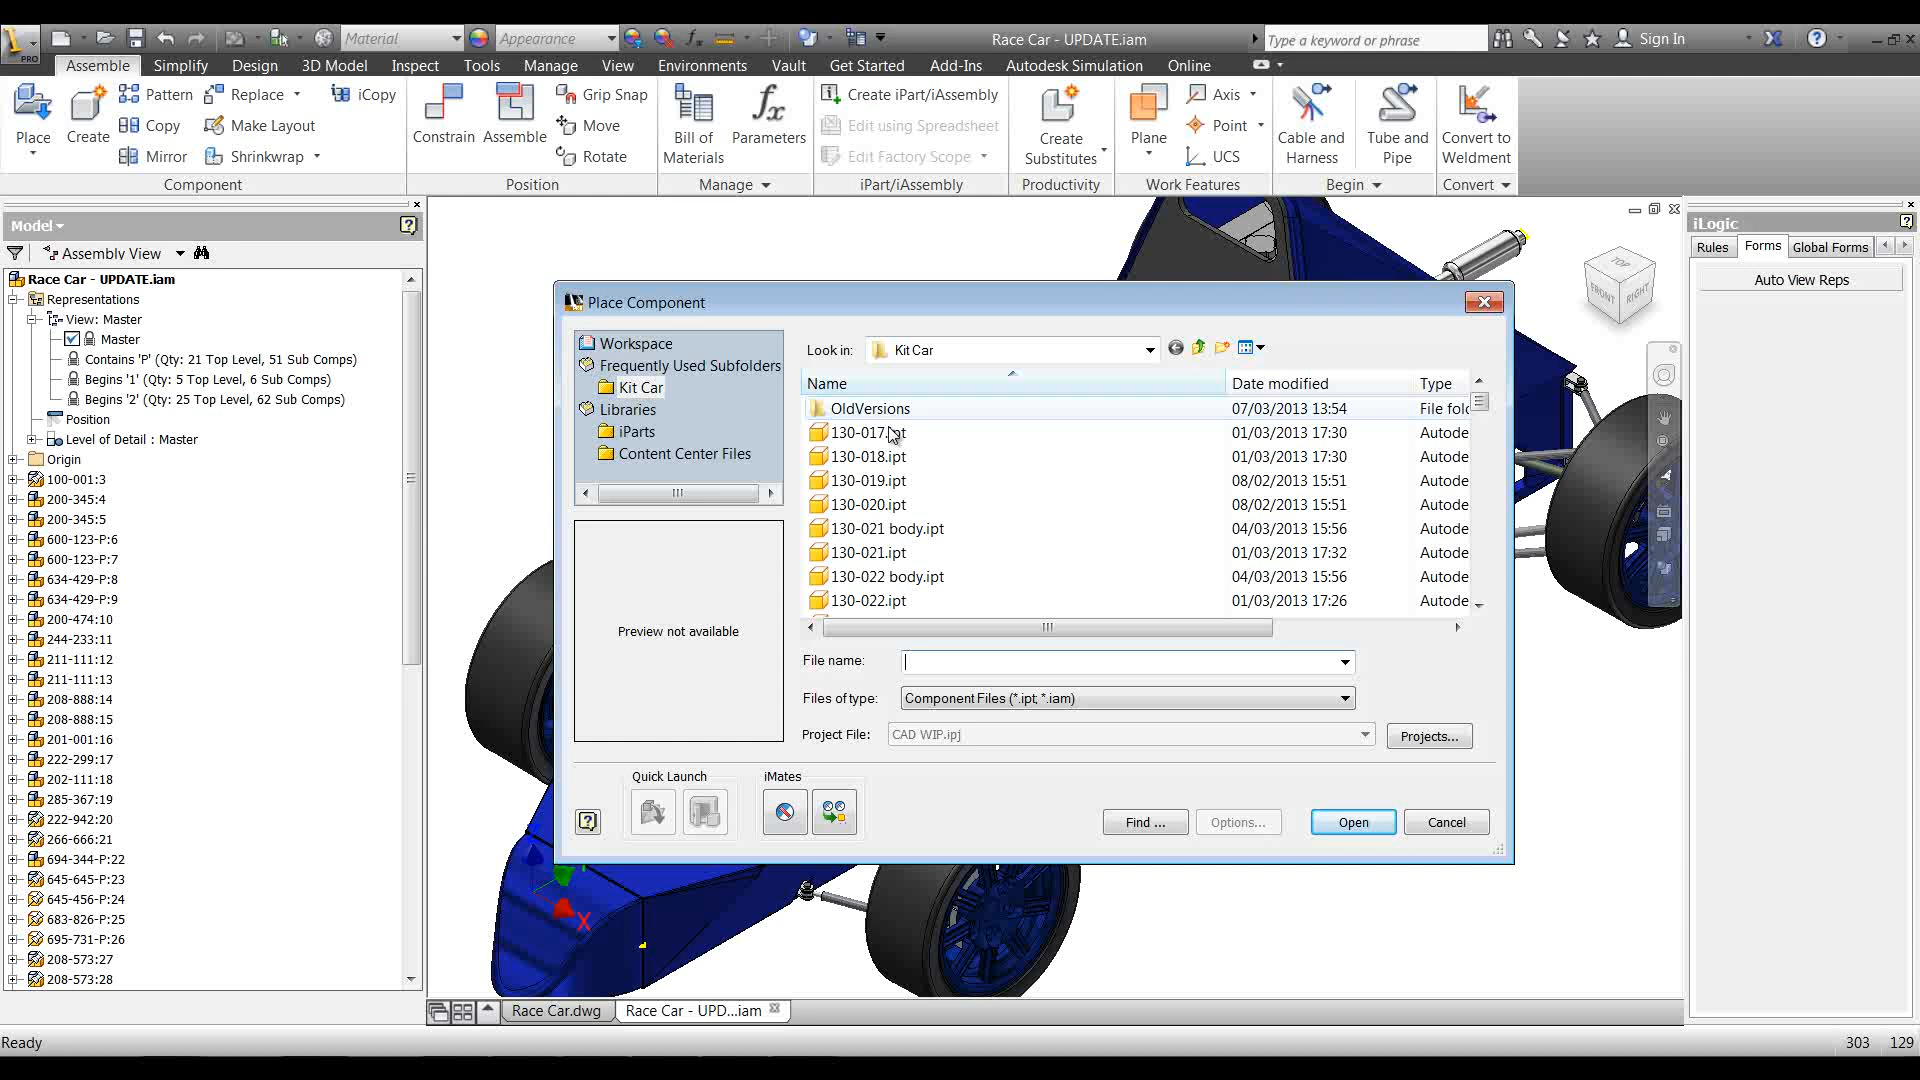 PRO
Material
Appearance
Race Car - UPDATE.iam
Type a keyword or phrase
Sign In
Assemble Simplify Design 3D Model Inspect Tools Manage View Environments Vault Get Started Add-Ins Autodesk Simulation Online
Place
Create
Pattern
Copy
Mirror
Replace
Make Layout
Shrinkwrap
iCopy
Component
Constrain
Assemble
Grip Snap
Move
Rotate
Position
Bill of
Materials
Parameters
Manage
Create iPart/iAssembly
Edit using Spreadsheet
Edit Factory Scope
iPart/iAssembly
Create
Substitutes
Productivity
Plane
Axis
Point
UCS
Work Features
Cable and
Harness
Tube and
Pipe
Begin
Convert to
Weldment
Convert
Model
Assembly View
Race Car - UPDATE.iam
Representations
View: Master
Master
Contains 'P' (Qty: 21 Top Level, 51 Sub Comps)
Begins '1' (Qty: 5 Top Level, 6 Sub Comps)
Begins '2' (Qty: 25 Top Level, 62 Sub Comps)
Position
Level of Detail : Master
Origin
100-001:3
200-345:4
200-345:5
600-123-P:6
600-123-P:7
634-429-P:8
634-429-P:9
200-474:10
244-233:11
211-111:12
211-111:13
208-888:14
208-888:15
201-001:16
222-299:17
202-111:18
285-367:19
222-942:20
266-666:21
694-344-P:22
645-645-P:23
645-456-P:24
683-826-P:25
695-731-P:26
208-573:27
208-573:28
TOP
FRONT
RIGHT
X
Place Component
Workspace
Frequently Used Subfolders
Kit Car
Libraries
iParts
Content Center Files
Preview not available
Look in: Kit Car
Name Date modified Type
OldVersions 07/03/2013 13:54 File folc
130-017.ipt 01/03/2013 17:30 Autode
130-018.ipt 01/03/2013 17:30 Autode
130-019.ipt 08/02/2013 15:51 Autode
130-020.ipt 08/02/2013 15:51 Autode
130-021 body.ipt 04/03/2013 15:56 Autode
130-021.ipt 01/03/2013 17:32 Autode
130-022 body.ipt 04/03/2013 15:56 Autode
130-022.ipt 01/03/2013 17:26 Autode
File name:
Files of type: Component Files (*.ipt; *.iam)
Project File: CAD WIP.ipj
Projects...
Quick Launch
iMates
Find ...
Options...
Open
Cancel
iLogic
Rules Forms Global Forms
Auto View Reps
Race Car.dwg
Race Car - UPD...iam
Ready
303 129